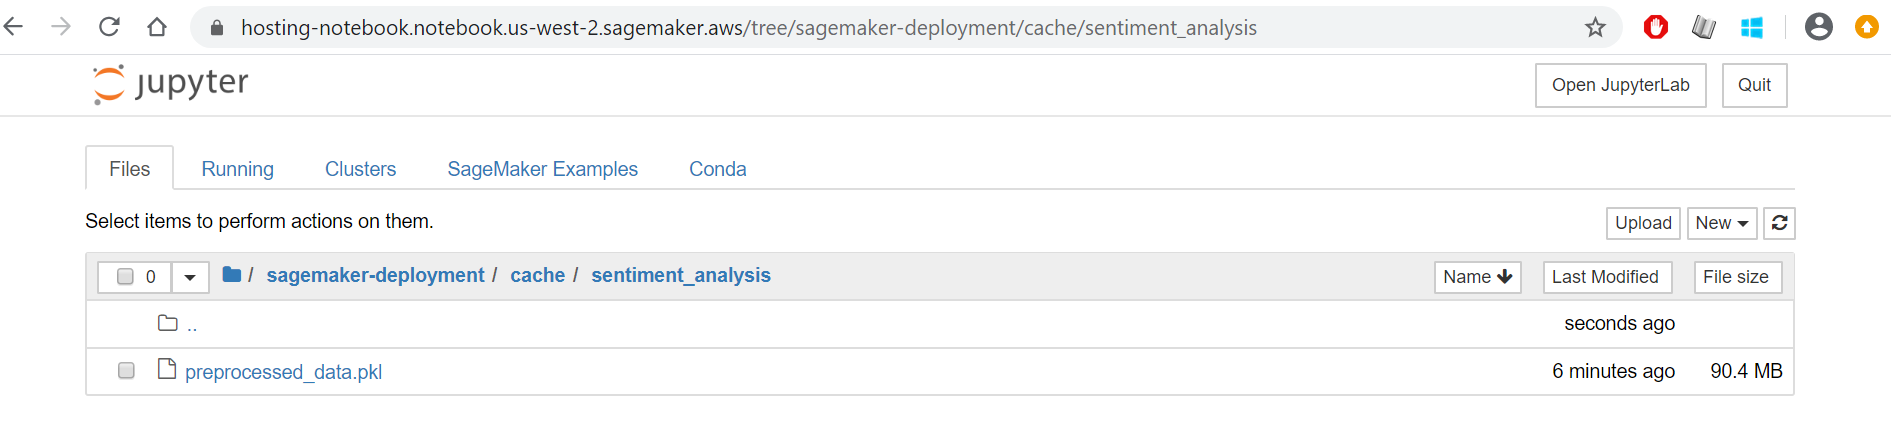 hosting-notebook.notebook.us-west-2.sagemaker.aws/tree/sagemaker-deployment/cache/sentiment_analysis
jupyter
Open JupyterLab Quit
Files Running Clusters SageMaker Examples Conda
Select items to perform actions on them.
Upload New
0 / sagemaker-deployment / cache / sentiment_analysis Name Last Modified File size
.. seconds ago
preprocessed_data.pkl 6 minutes ago 90.4 MB